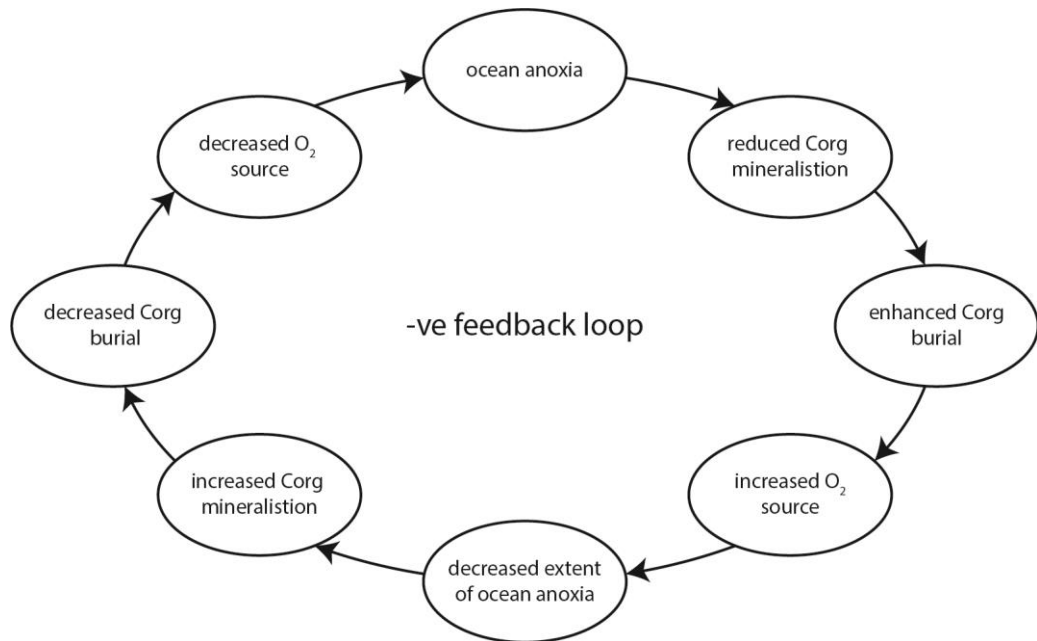 ocean anoxia
reduced Corg
mineralistion
enhanced Corg
burial
increased O₂
source
decreased extent
of ocean anoxia
increased Corg
mineralistion
decreased Corg
burial
decreased O₂
source
-ve feedback loop